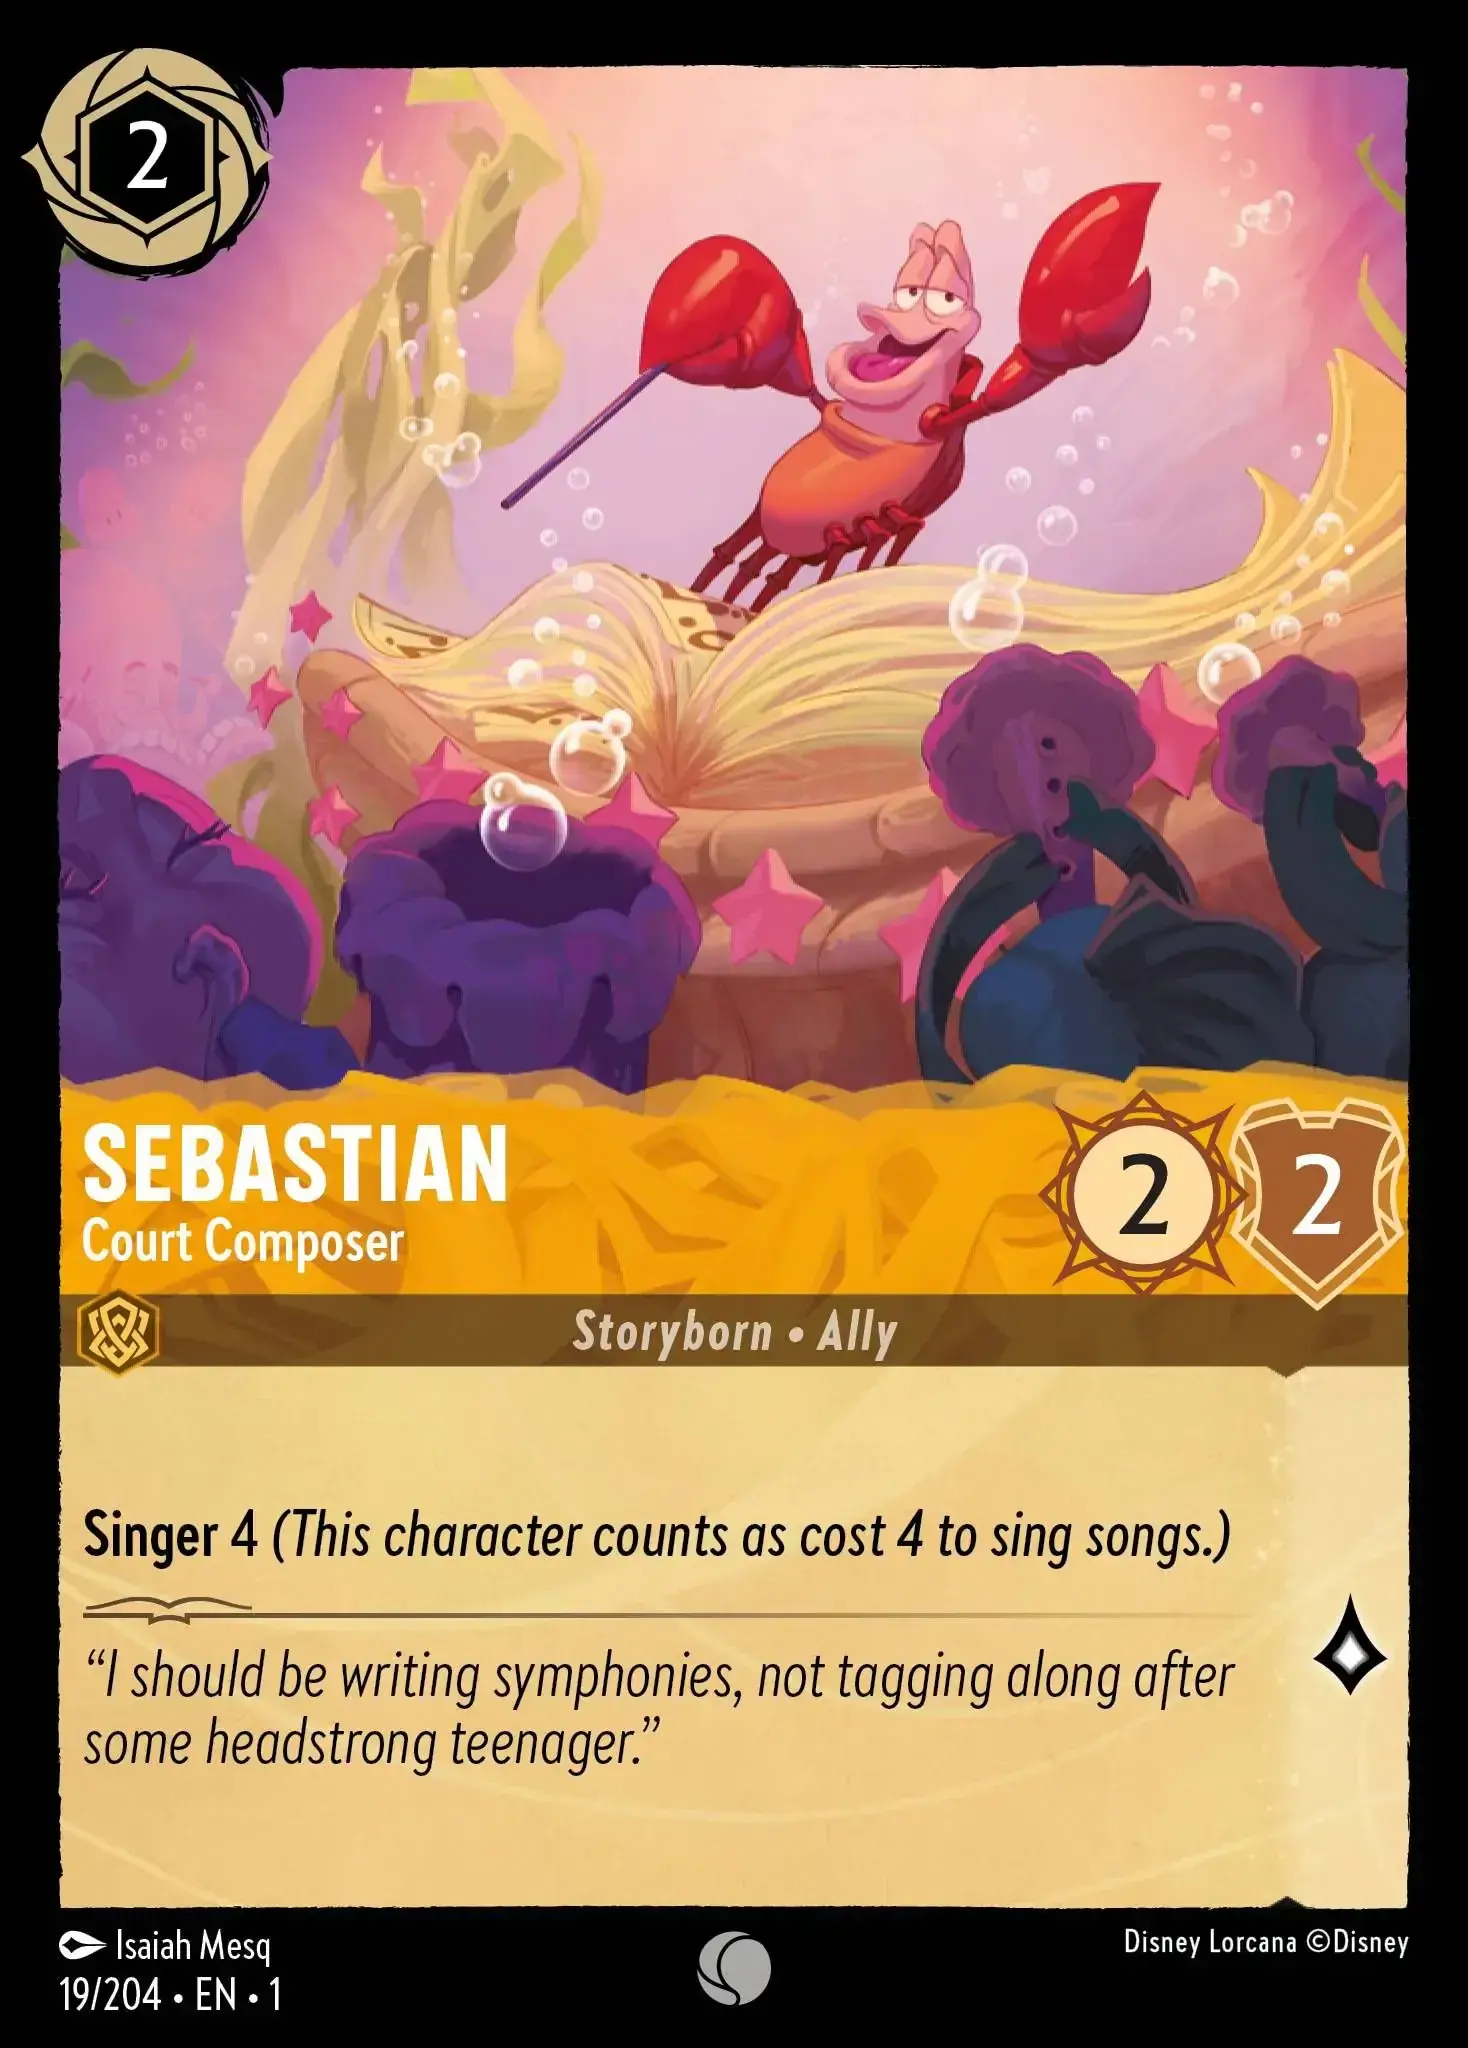 2
SEBASTIAN
Court Composer
2
2
Storyborn • Ally
Singer 4 (This character counts as cost 4 to sing songs.)
“I should be writing symphonies, not tagging along after
some headstrong teenager.”
Isaiah Mesq
19/204 • EN • 1
Disney Lorcana ©Disney